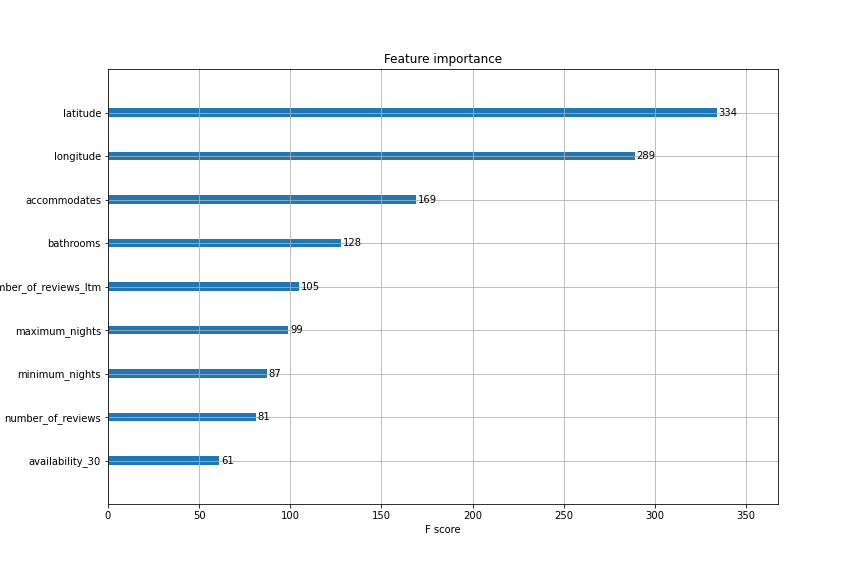 Feature importance
latitude 334
longitude 289
accommodates 169
bathrooms 128
mber_of_reviews_ltm 105
maximum_nights 99
minimum_nights 87
number_of_reviews 81
availability_30 61
0 50 100 150 200 250 300 350
F score